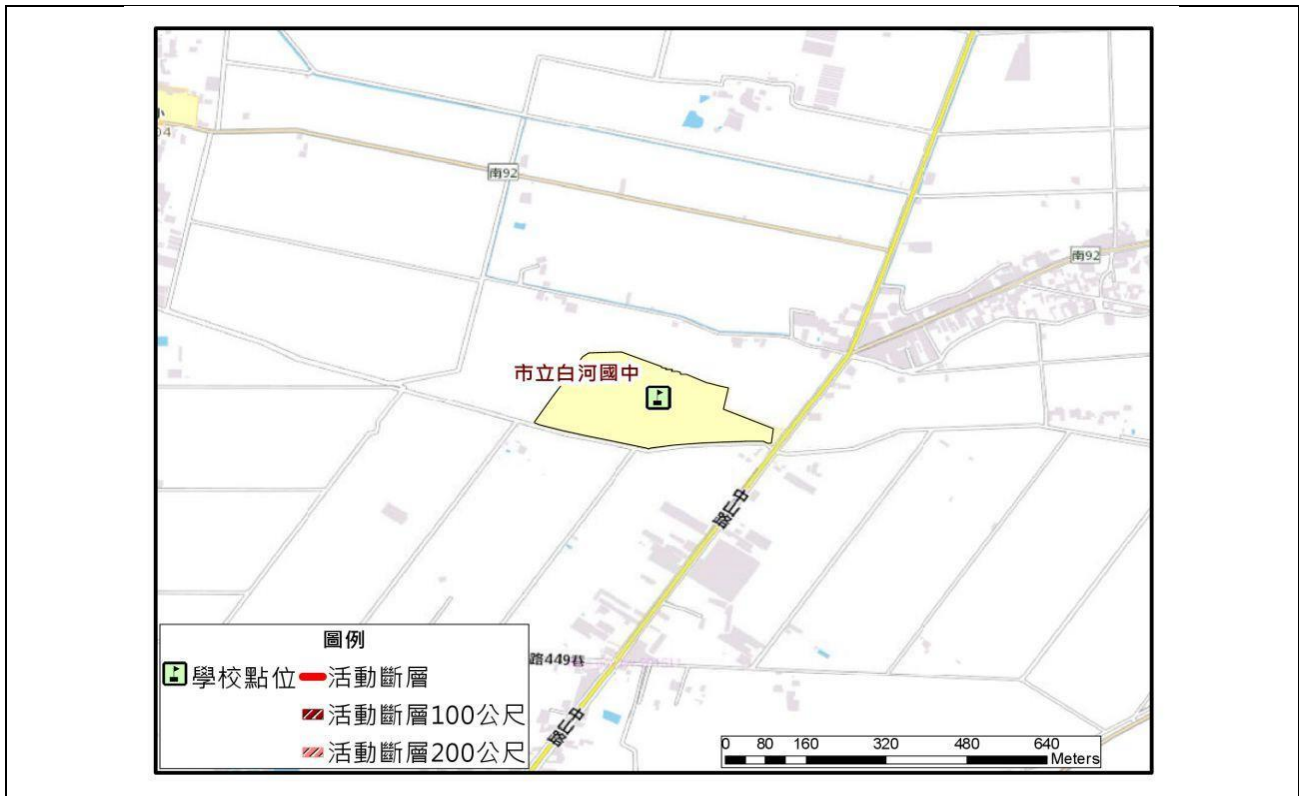 南92
南92
市立白河國中
中山路
路449巷
中山路
圖例
學校點位 活動斷層
活動斷層100公尺
活動斷層200公尺
0 80 160 320 480 640
Meters